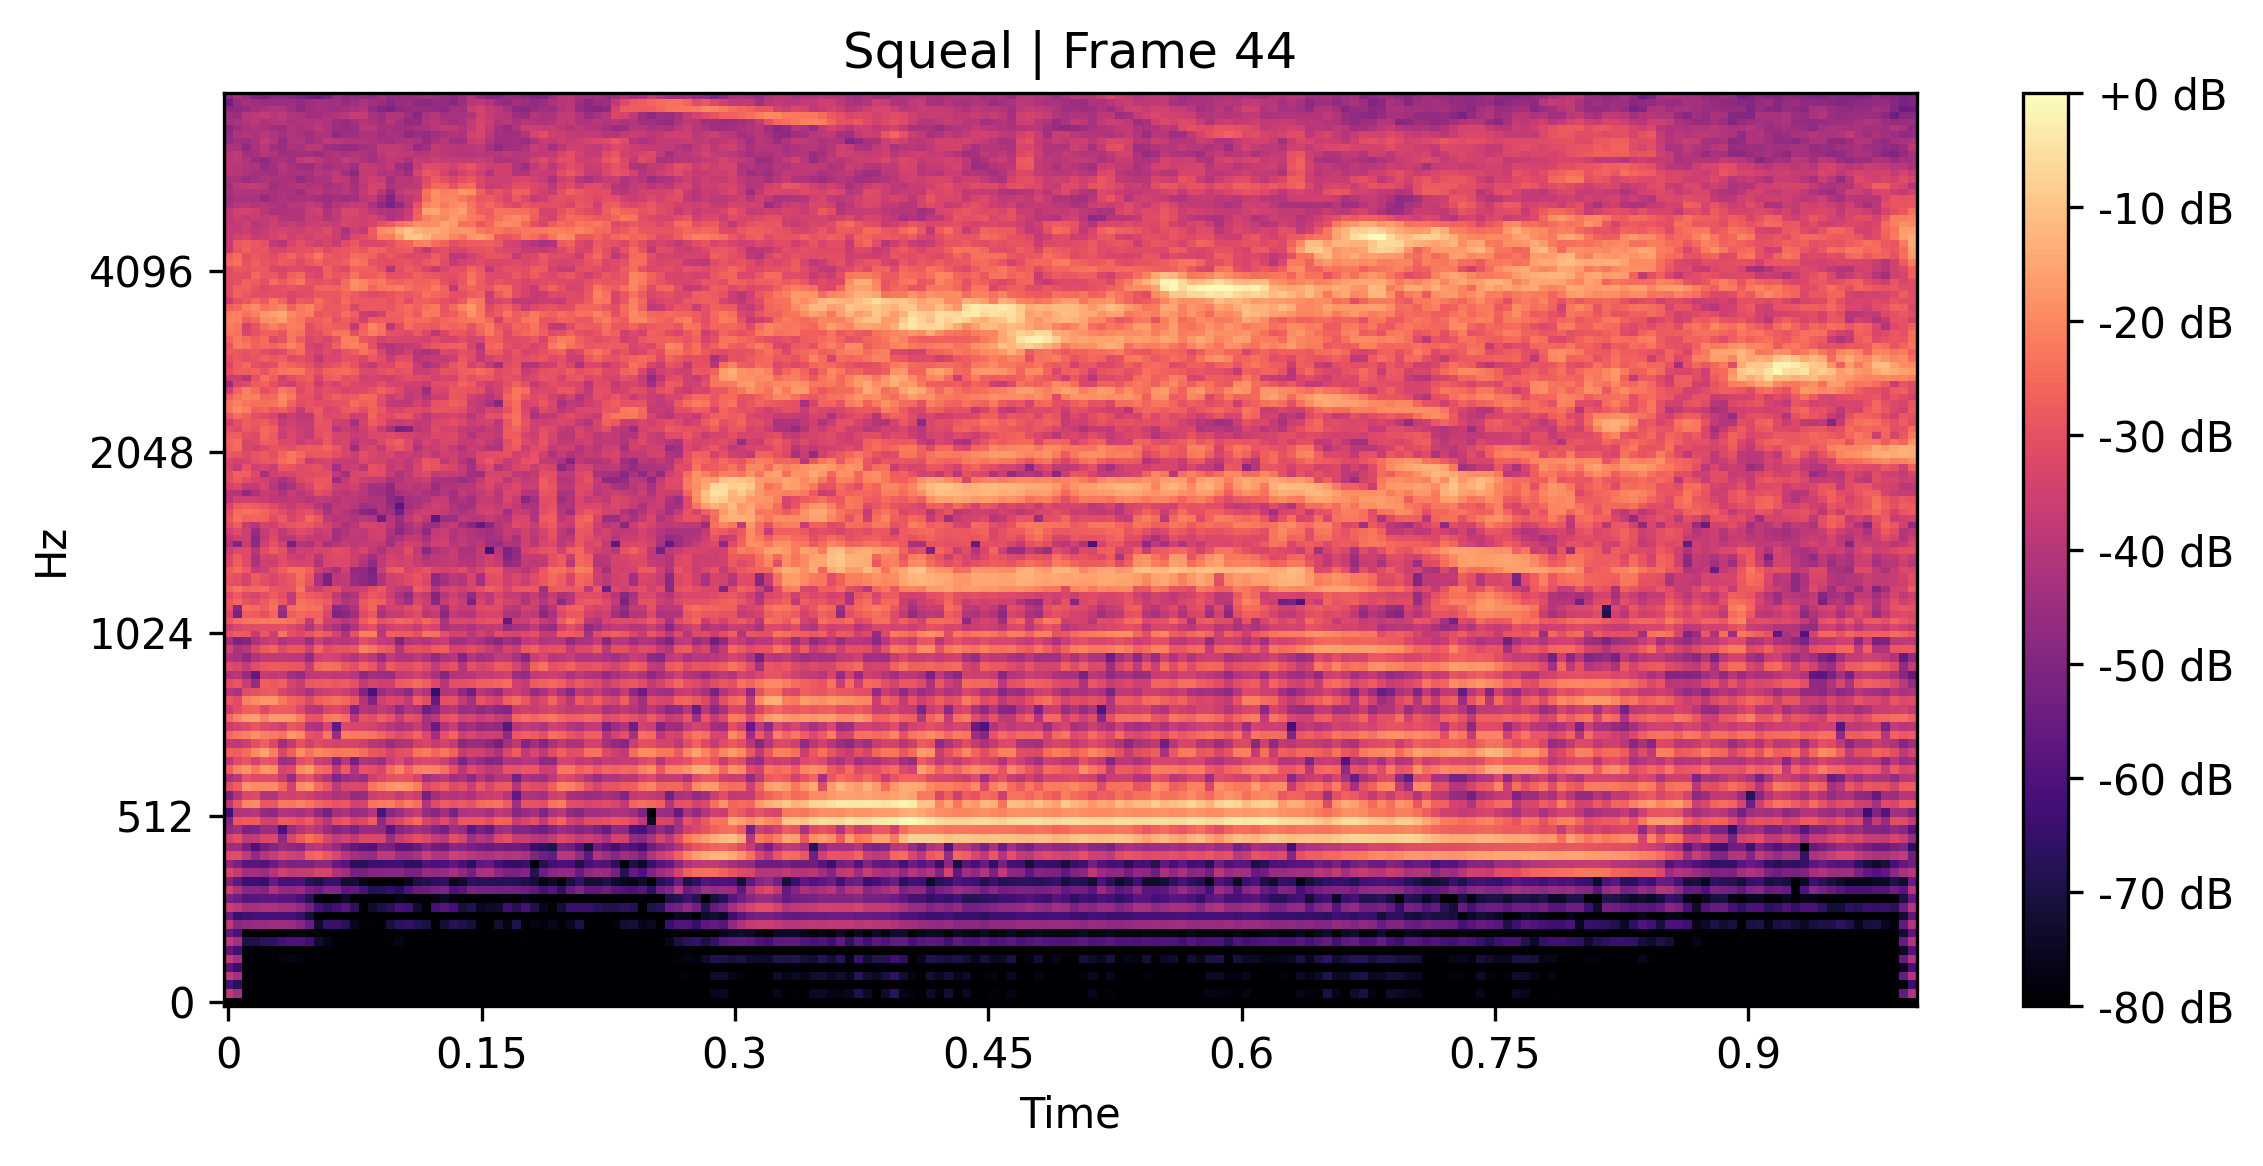 Squeal | Frame 44
Hz
4096
2048
1024
512
0
0 0.15 0.3 0.45 0.6 0.75 0.9
Time
+0 dB
-10 dB
-20 dB
-30 dB
-40 dB
-50 dB
-60 dB
-70 dB
-80 dB